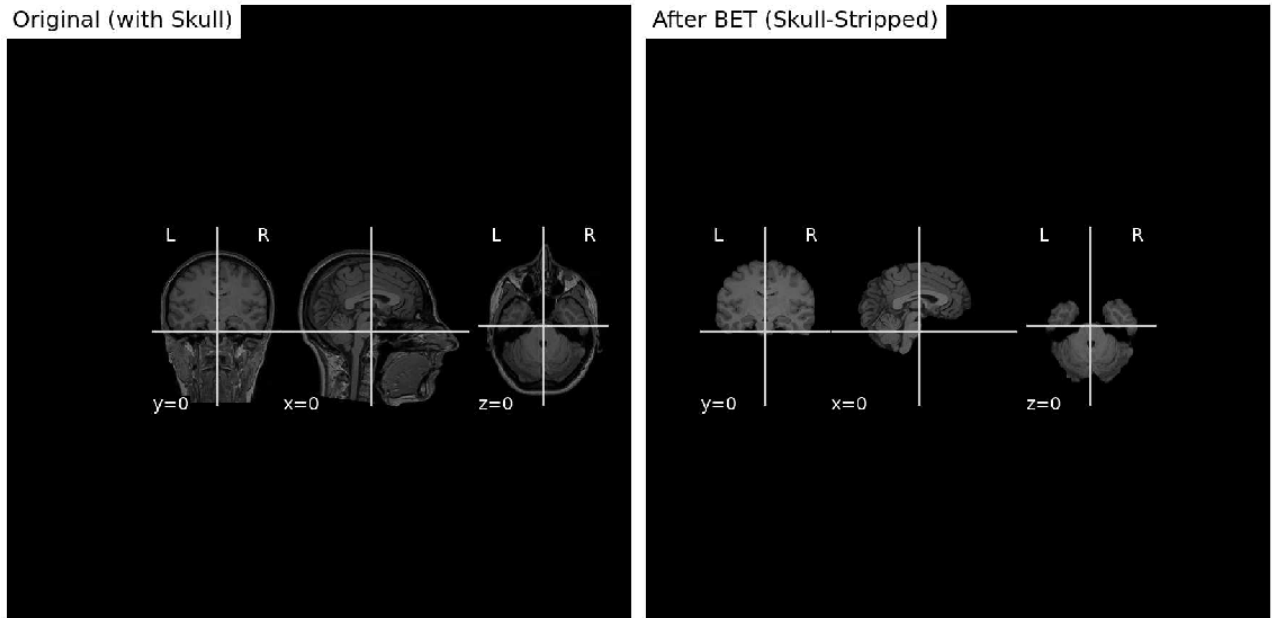 Original (with Skull)
L R L R
y=0 x=0 z=0
After BET (Skull-Stripped)
L R L R
y=0 x=0 z=0